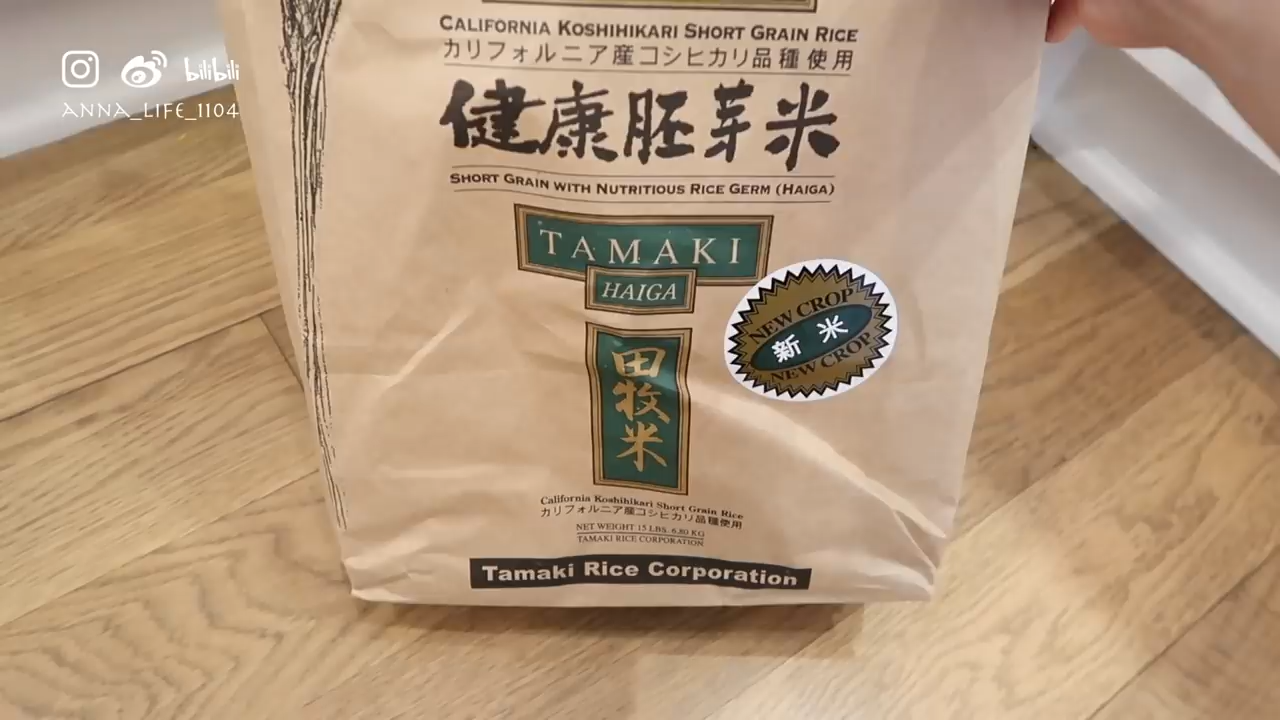 bilibili
ANNA_LIFE_1104
CALIFORNIA KOSHIHIKARI SHORT GRAIN RICE
カリフォルニア産コシヒカリ品種使用
健康胚芽米
SHORT GRAIN WITH NUTRITIOUS RICE GERM (HAIGA)
TAMAKI
HAIGA
NEW CROP
新米
NEW CROP
田牧米
California Koshihikari Short Grain Rice
カリフォルニア産コシヒカリ品種使用
NET WEIGHT 15 LBS. 6.80 KG
TAMAKI RICE CORPORATION
Tamaki Rice Corporation